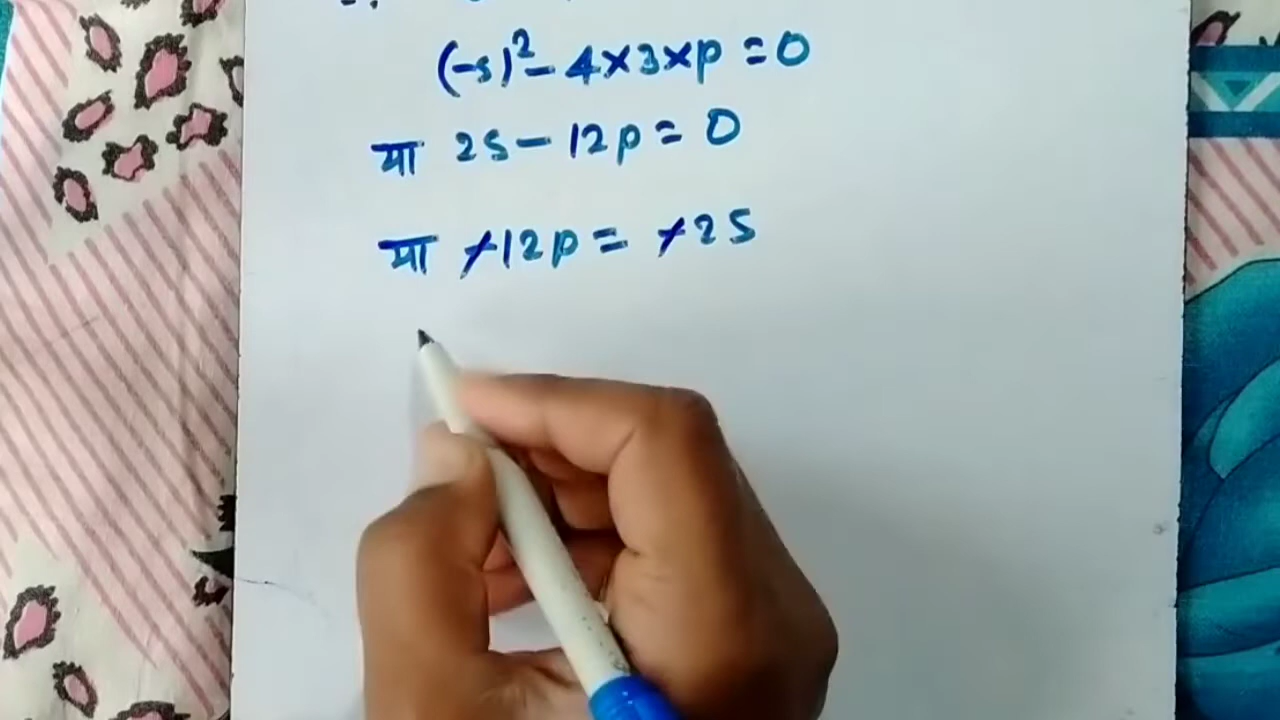 (-5)² - 4×3×p = 0
या 25 - 12p = 0
या -12p = -25